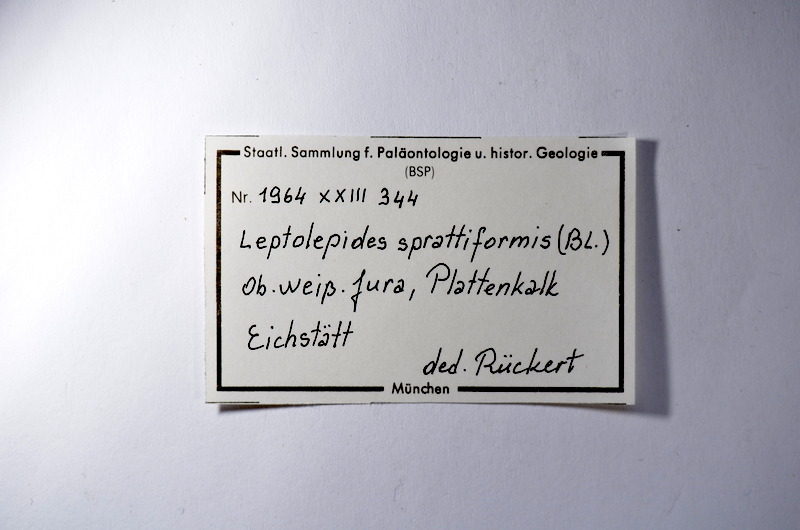 Staatl. Sammlung f. Paläontologie u. histor. Geologie
(BSP)
Nr. 1964 XXIII 344
Leptolepides sprattiformis (BL.)
Ob. weiß. Jura, Plattenkalk
Eichstätt
ded. Rückert
München